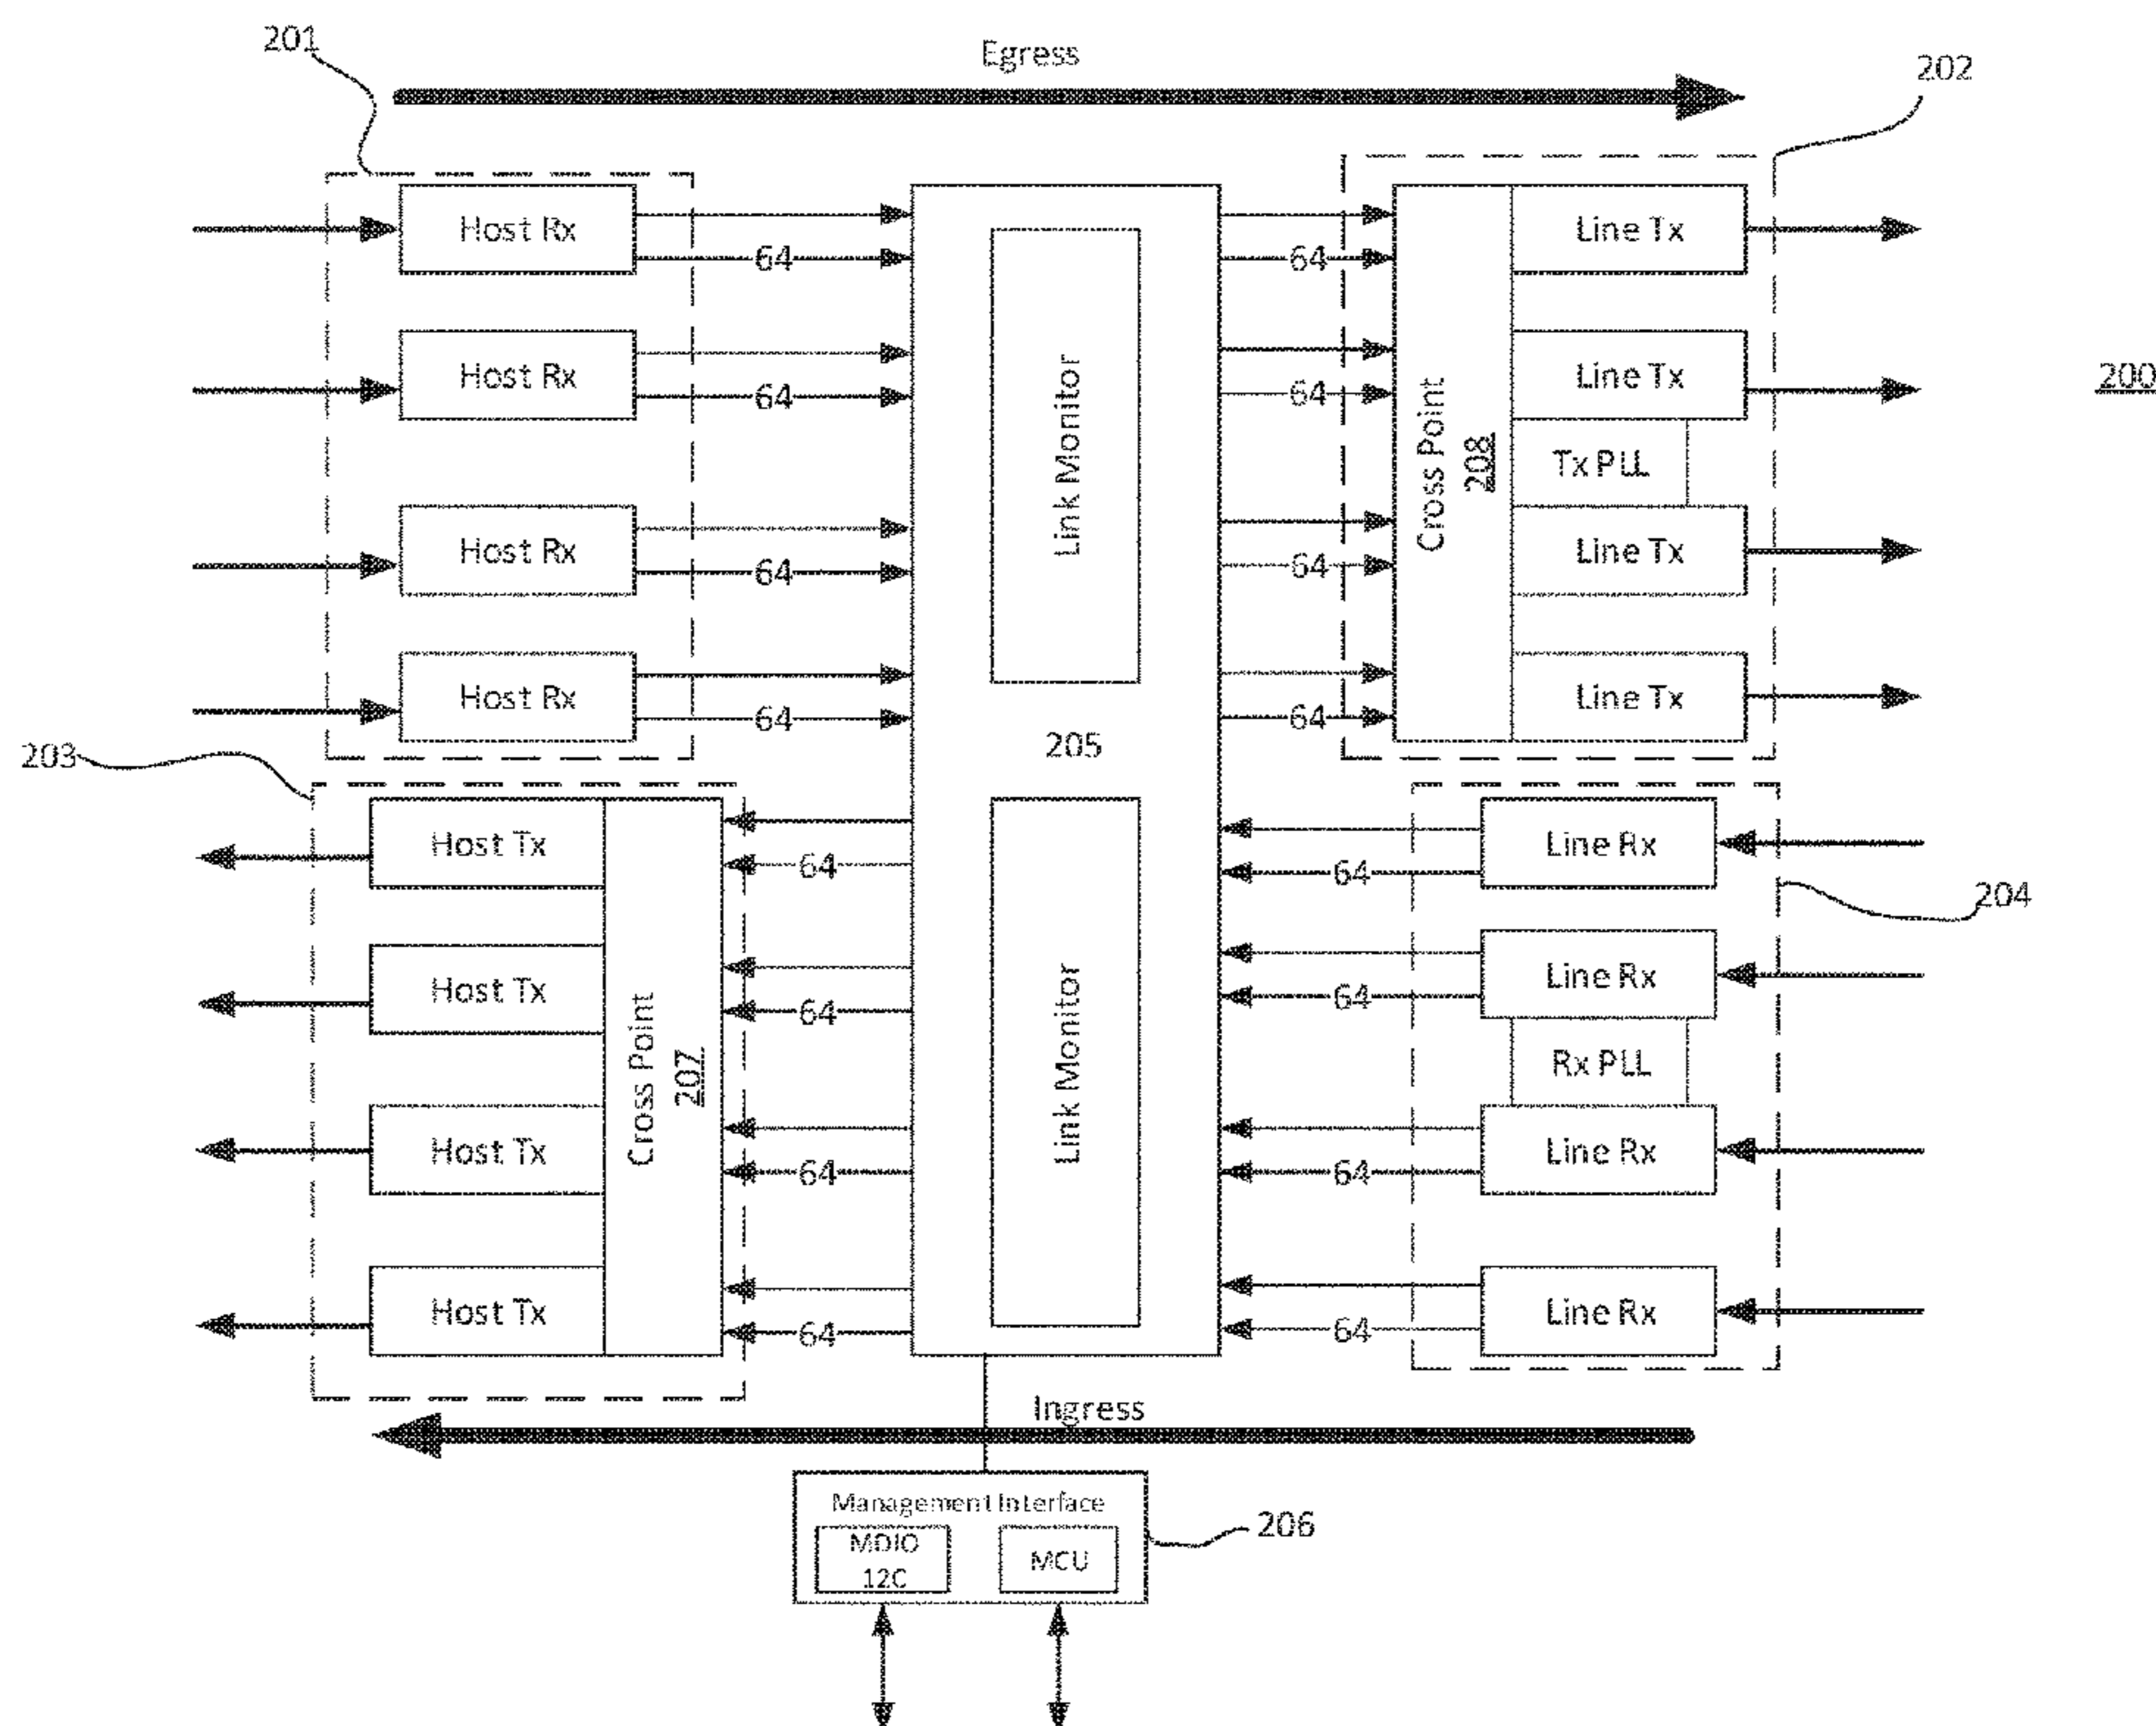 201
Egress
202
Host Rx
64
64
Line Tx
Host Rx
64
64
Line Tx
200
Link Monitor
Cross Point
208
Tx PLL
Host Rx
64
64
Line Tx
Host Rx
64
64
Line Tx
203
205
Host Tx
64
64
Line Rx
204
Host Tx
64
64
Line Rx
Cross Point
207
Link Monitor
Rx PLL
Host Tx
64
64
Line Rx
Host Tx
64
64
Line Rx
Ingress
Management Interface
206
MDIO
12C
MCU